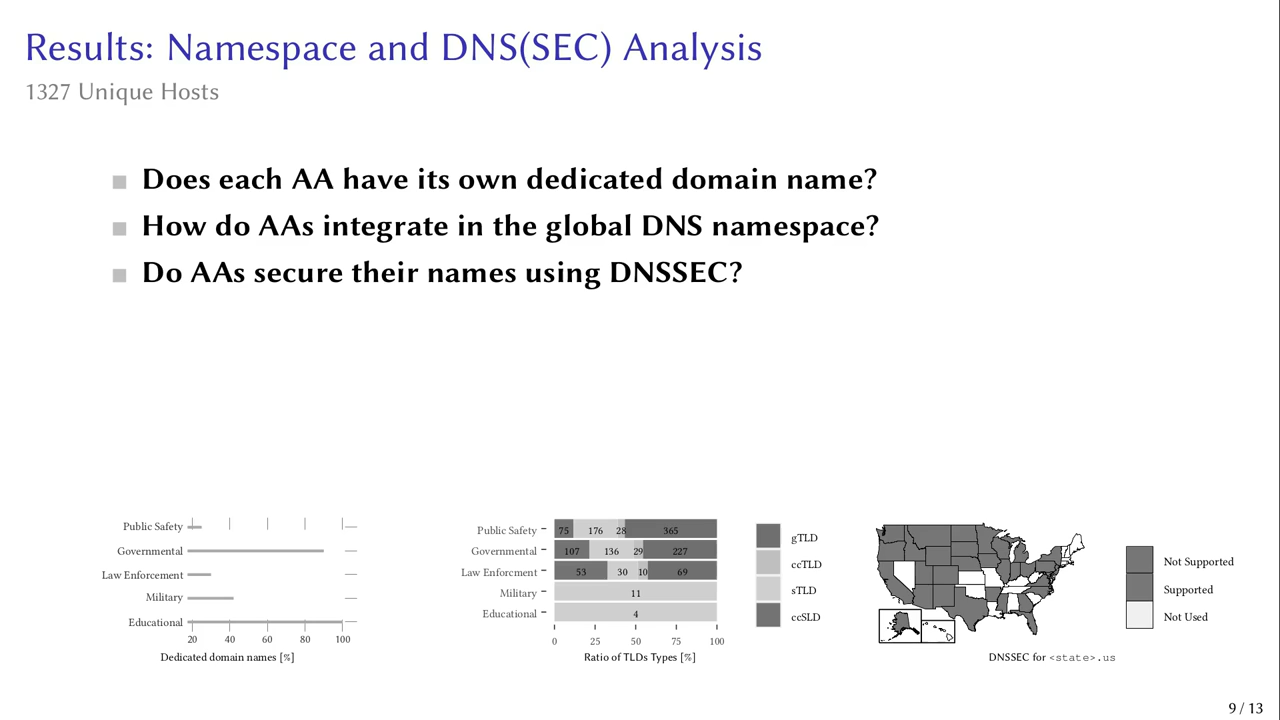 Results: Namespace and DNS(SEC) Analysis
1327 Unique Hosts
Does each AA have its own dedicated domain name?
How do AAs integrate in the global DNS namespace?
Do AAs secure their names using DNSSEC?
Public Safety
Governmental
Law Enforcement
Military
Educational
20 40 60 80 100
Dedicated domain names [%]
Public Safety 75 176 28 365
Governmental 107 136 29 227
Law Enforcment 53 30 10 69
Military 11
Educational 4
0 25 50 75 100
Ratio of TLDs Types [%]
gTLD
ccTLD
sTLD
ccSLD
Not Supported
Supported
Not Used
DNSSEC for <state>.us
9 / 13